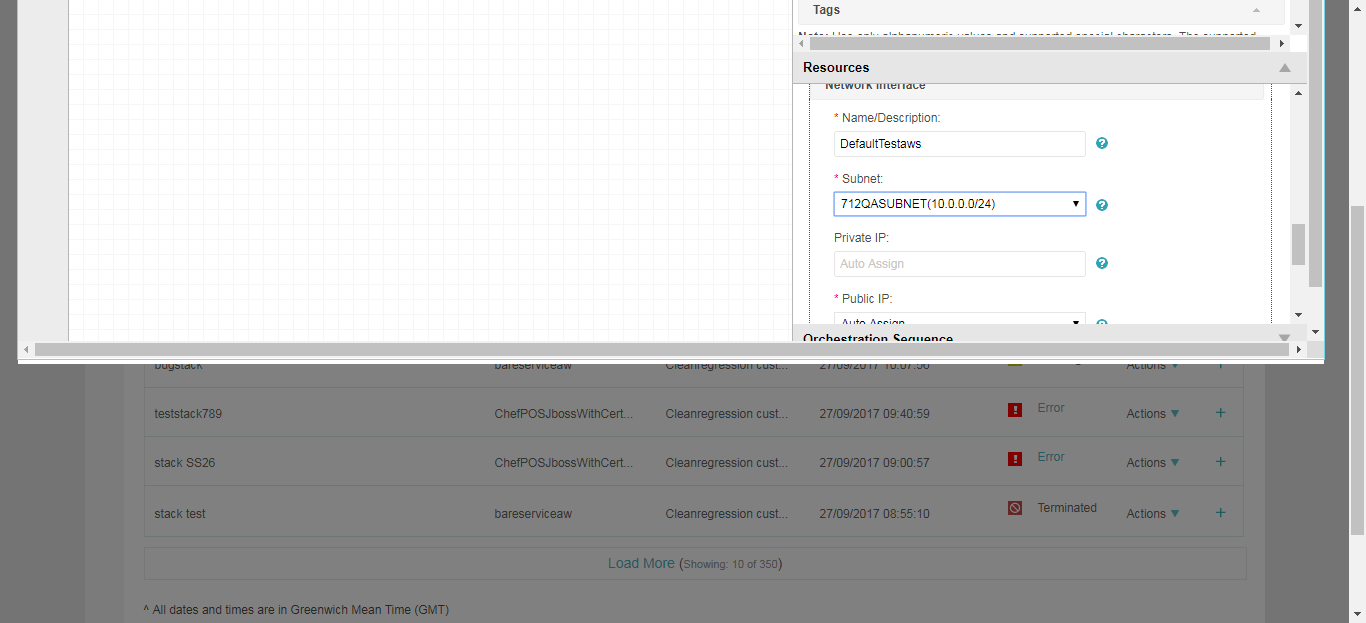 Tags
Note: Use only alphanumeric values and supported special characters. The supported
Resources
Network Interface
* Name/Description:
DefaultTestaws
* Subnet:
712QASUBNET(10.0.0.0/24)
Private IP:
Auto Assign
* Public IP:
Auto Assign
Orchestration Sequence
bugstack bareserviceaw Cleanregression cust... 27/09/2017 Actions
teststack789 ChefPOSJbossWithCert... Cleanregression cust... 27/09/2017 09:40:59 Error Actions +
stack SS26 ChefPOSJbossWithCert... Cleanregression cust... 27/09/2017 09:00:57 Error Actions +
stack test bareserviceaw Cleanregression cust... 27/09/2017 08:55:10 Terminated Actions +
Load More (Showing: 10 of 350)
^ All dates and times are in Greenwich Mean Time (GMT)